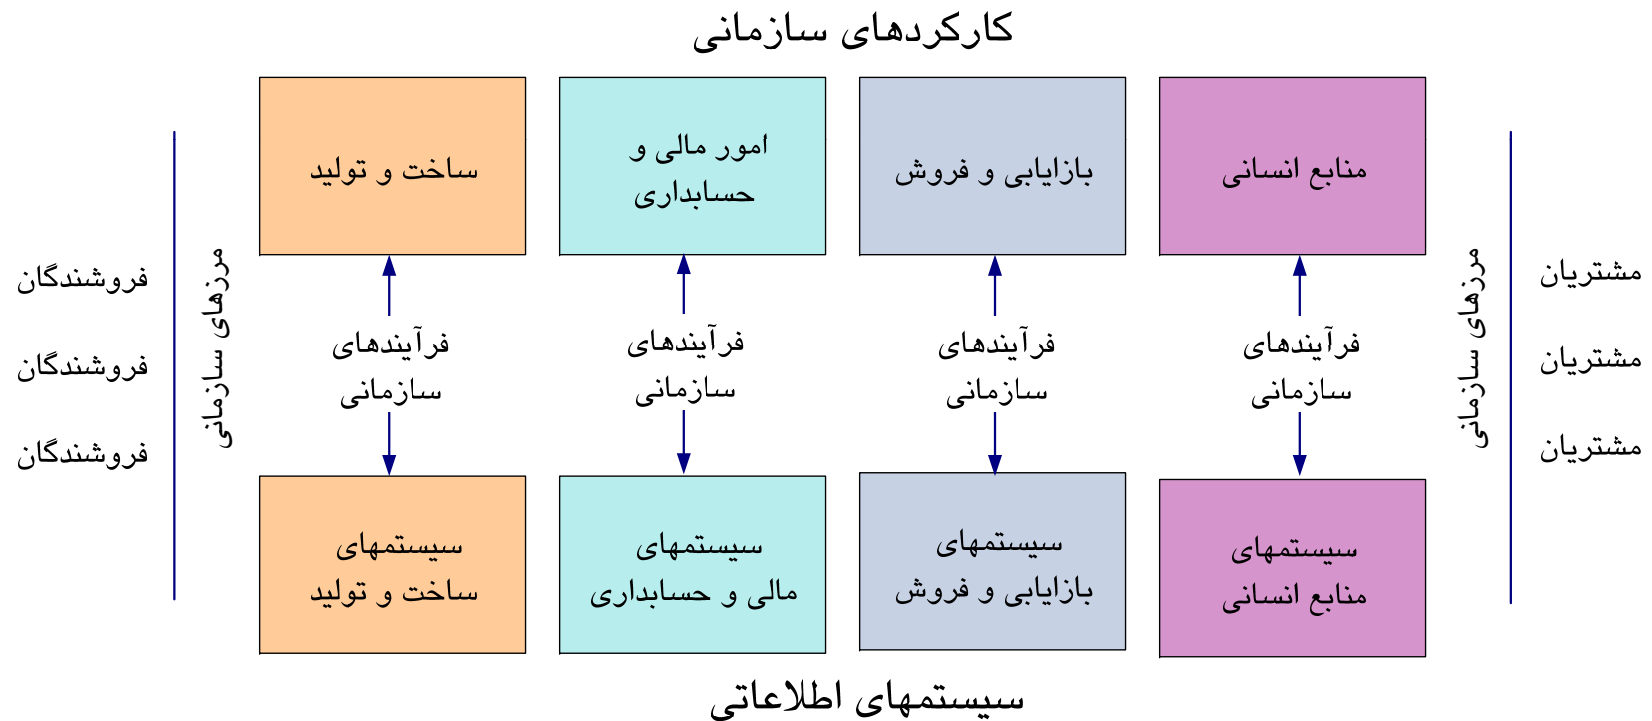 کارکردهای سازمانی
منابع انسانی
بازایابی و فروش
امور مالی و
حسابداری
ساخت و تولید
مشتریان
مشتریان
مشتریان
مرزهای سازمانی
فرآیندهای
سازمانی
فرآیندهای
سازمانی
فرآیندهای
سازمانی
فرآیندهای
سازمانی
مرزهای سازمانی
فروشندگان
فروشندگان
فروشندگان
سیستمهای
منابع انسانی
سیستمهای
بازایابی و فروش
سیستمهای
مالی و حسابداری
سیستمهای
ساخت و تولید
سیستمهای اطلاعاتی